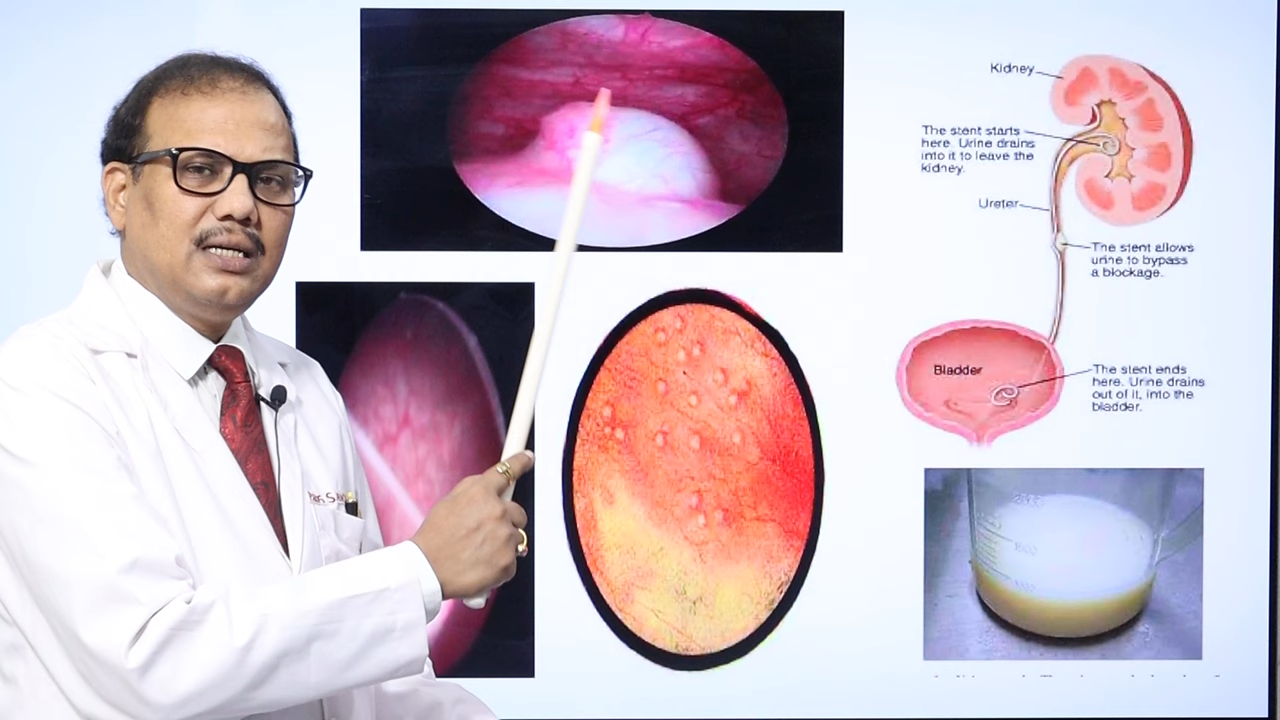 Kidney
The stent starts
here. Urine drains
into it to leave the
kidney.
Ureter
The stent allows
urine to bypass
a blockage.
Bladder
The stent ends
here. Urine drains
out of it, into the
bladder.